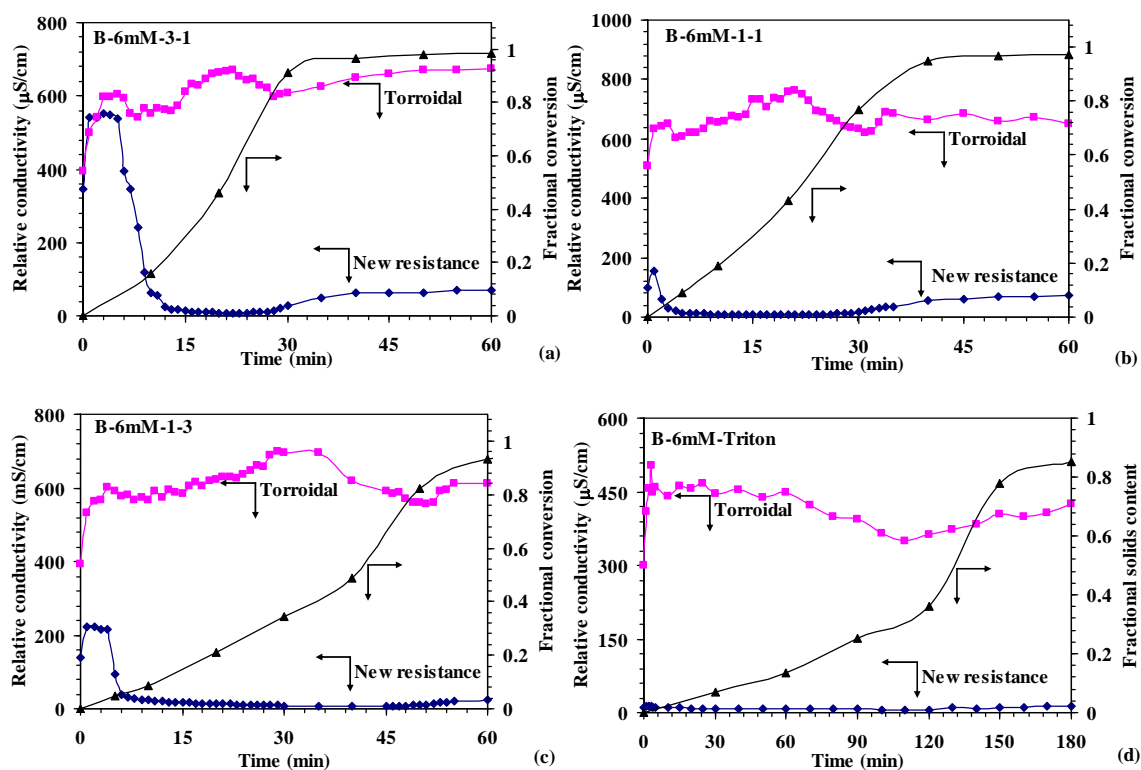 B-6mM-3-1
Relative conductivity (µS/cm)
800
600
400
200
0
Torroidal
New resistance
1
0.8
0.6
0.4
0.2
0
Fractional conversion
0 15 30 45 60
Time (min)
(a)
B-6mM-1-1
Relative conductivity (µS/cm)
1000
800
600
400
200
0
Torroidal
New resistance
1
0.8
0.6
0.4
0.2
0
Fractional conversion
0 15 30 45 60
Time (min)
(b)
B-6mM-1-3
Relative conductivity (mS/cm)
800
600
400
200
0
Torroidal
New resistance
1
0.8
0.6
0.4
0.2
0
Fractional conversion
0 15 30 45 60
Time (min)
(c)
B-6mM-Triton
Relative conductivity (µS/cm)
600
450
300
150
0
Torroidal
New resistance
1
0.8
0.6
0.4
0.2
0
Fractional solids content
0 30 60 90 120 150 180
Time (min)
(d)